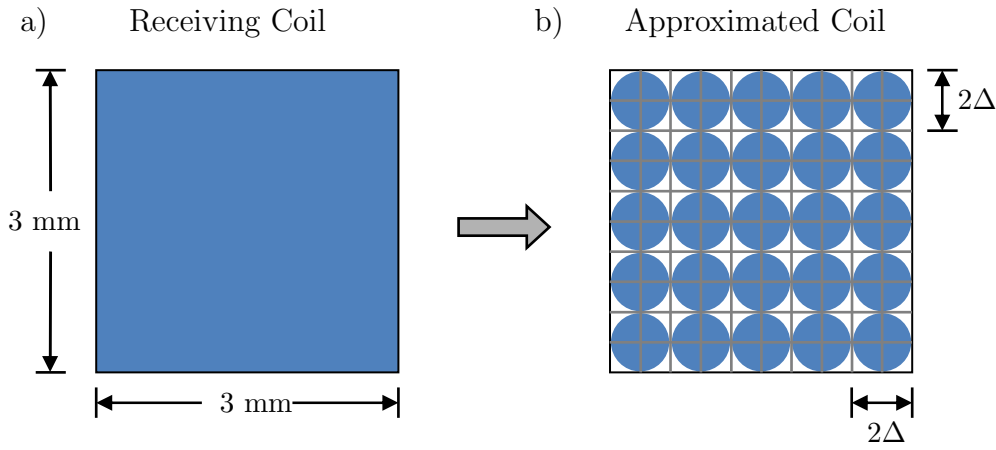 a) Receiving Coil
b) Approximated Coil
3 mm
3 mm
2Δ
2Δ